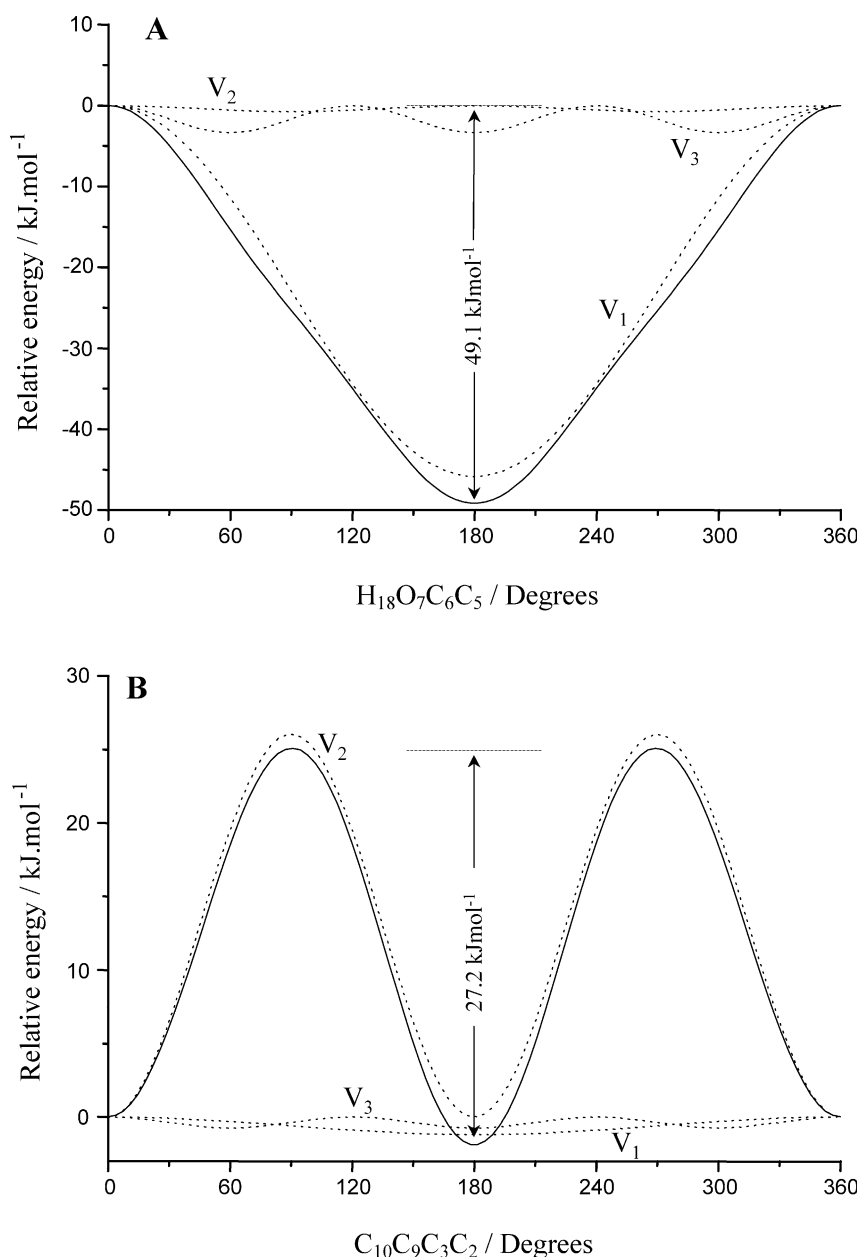 A
10
0
-10
-20
-30
-40
-50
Relative energy / kJ.mol⁻¹
V₂
V₃
V₁
49.1 kJmol⁻¹
0 60 120 180 240 300 360
H₁₈O₇C₆C₅ / Degrees
B
30
20
10
0
Relative energy / kJ.mol⁻¹
V₂
27.2 kJmol⁻¹
V₃
V₁
0 60 120 180 240 300 360
C₁₀C₉C₃C₂ / Degrees